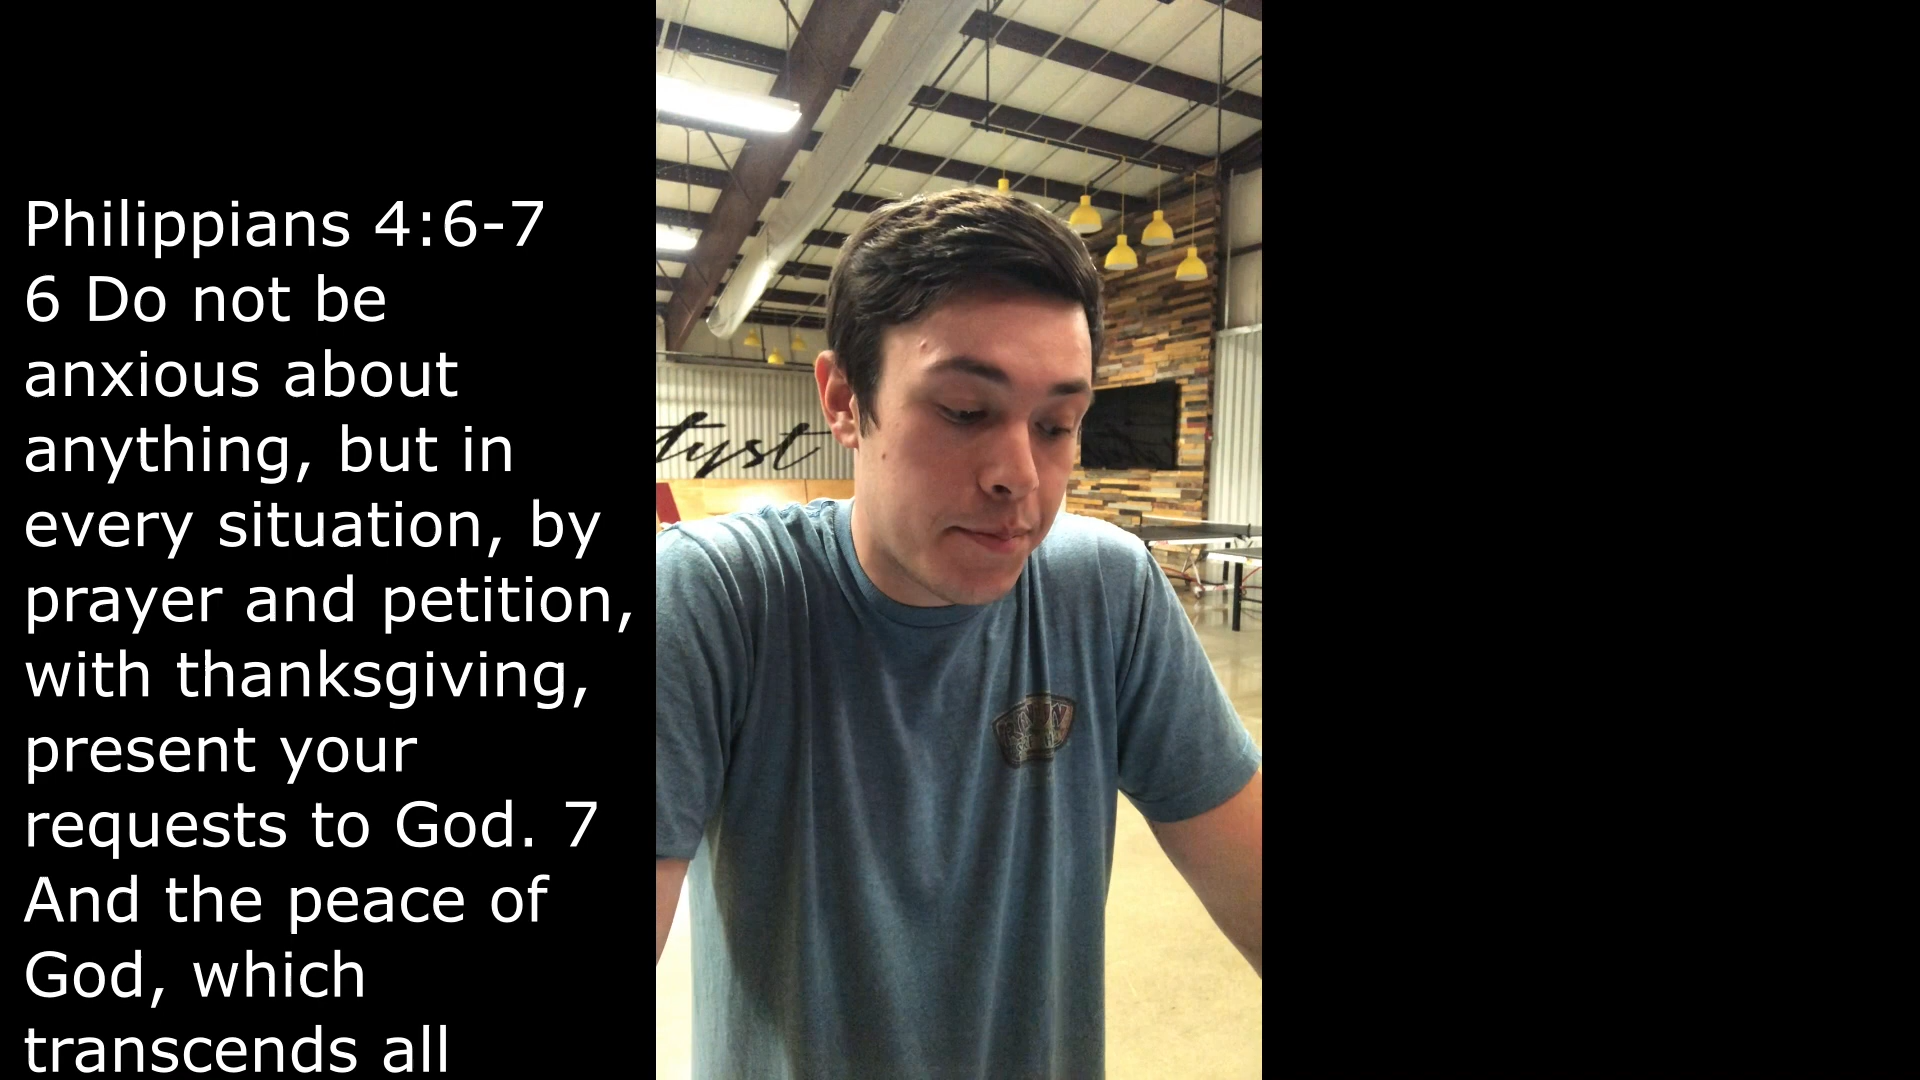 Philippians 4:6-7
6 Do not be
anxious about
anything, but in
every situation, by
prayer and petition,
with thanksgiving,
present your
requests to God. 7
And the peace of
God, which
transcends all
tyst